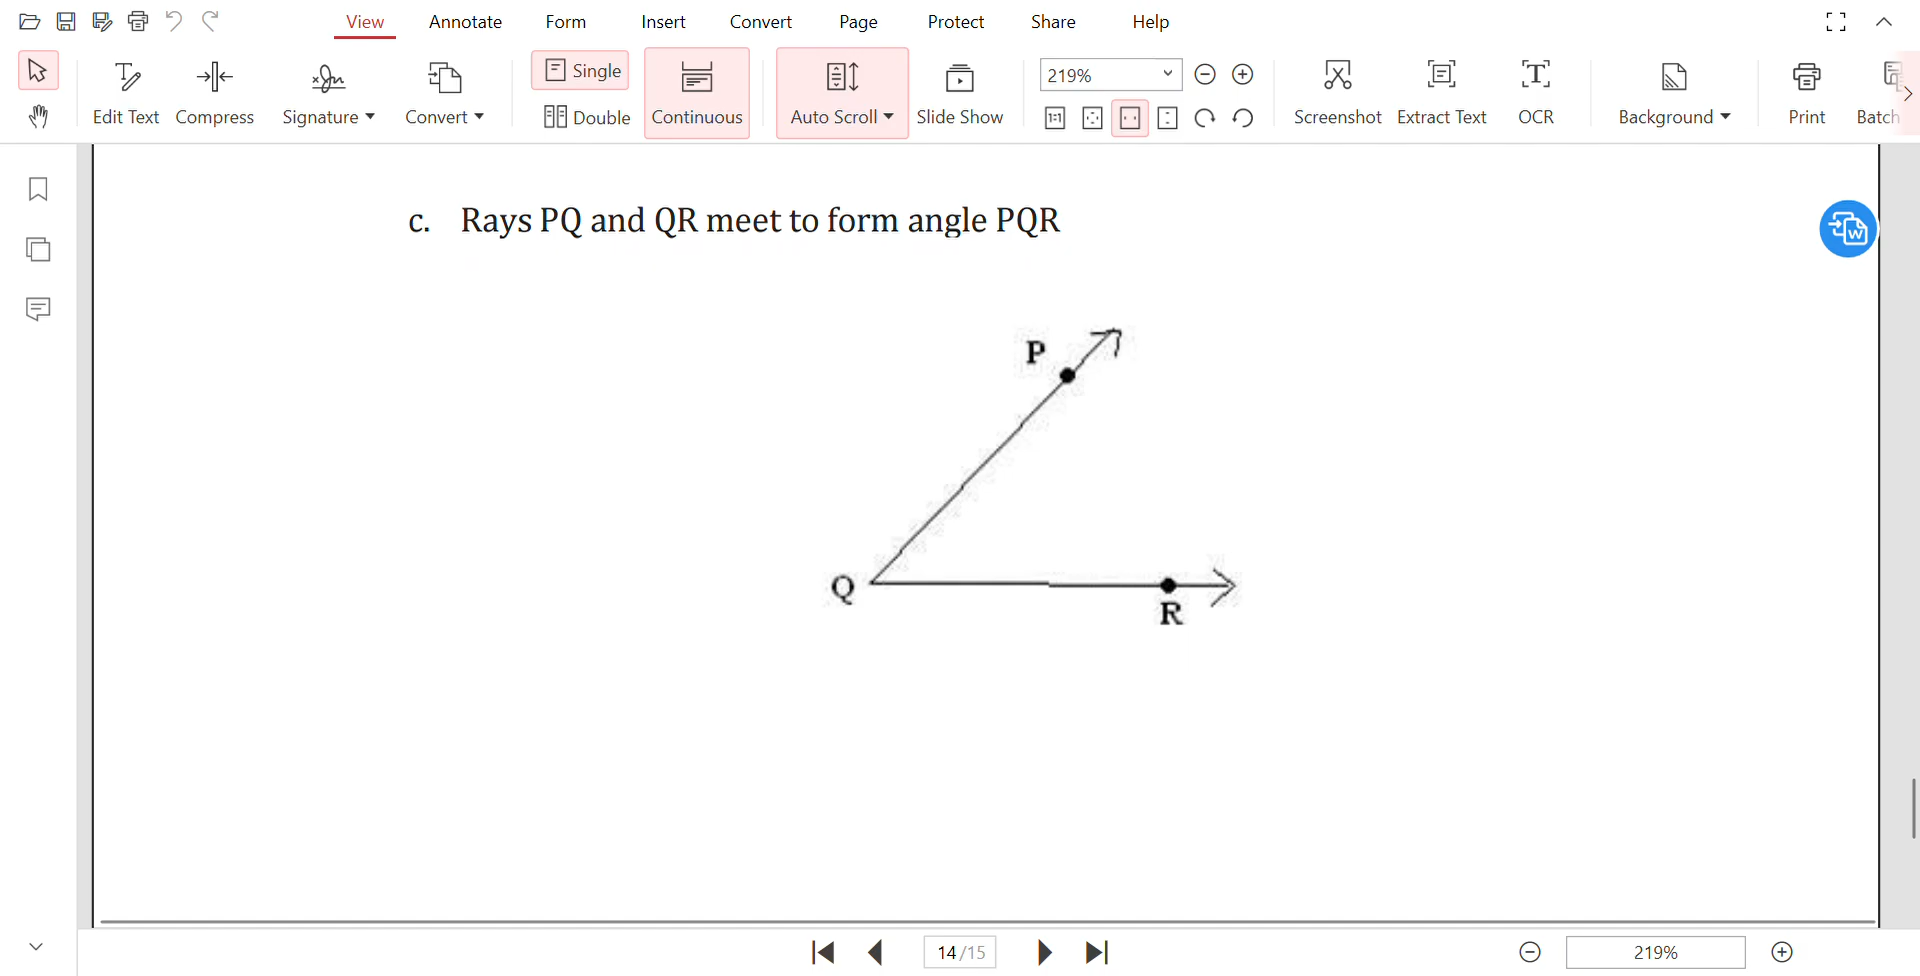 View Annotate Form Insert Convert Page Protect Share Help
Edit Text Compress Signature Convert Single Double Continuous Auto Scroll Slide Show 219% 1:1 Screenshot Extract Text OCR Background Print Batch
c. Rays PQ and QR meet to form angle PQR
P
Q
R
14/15
219%